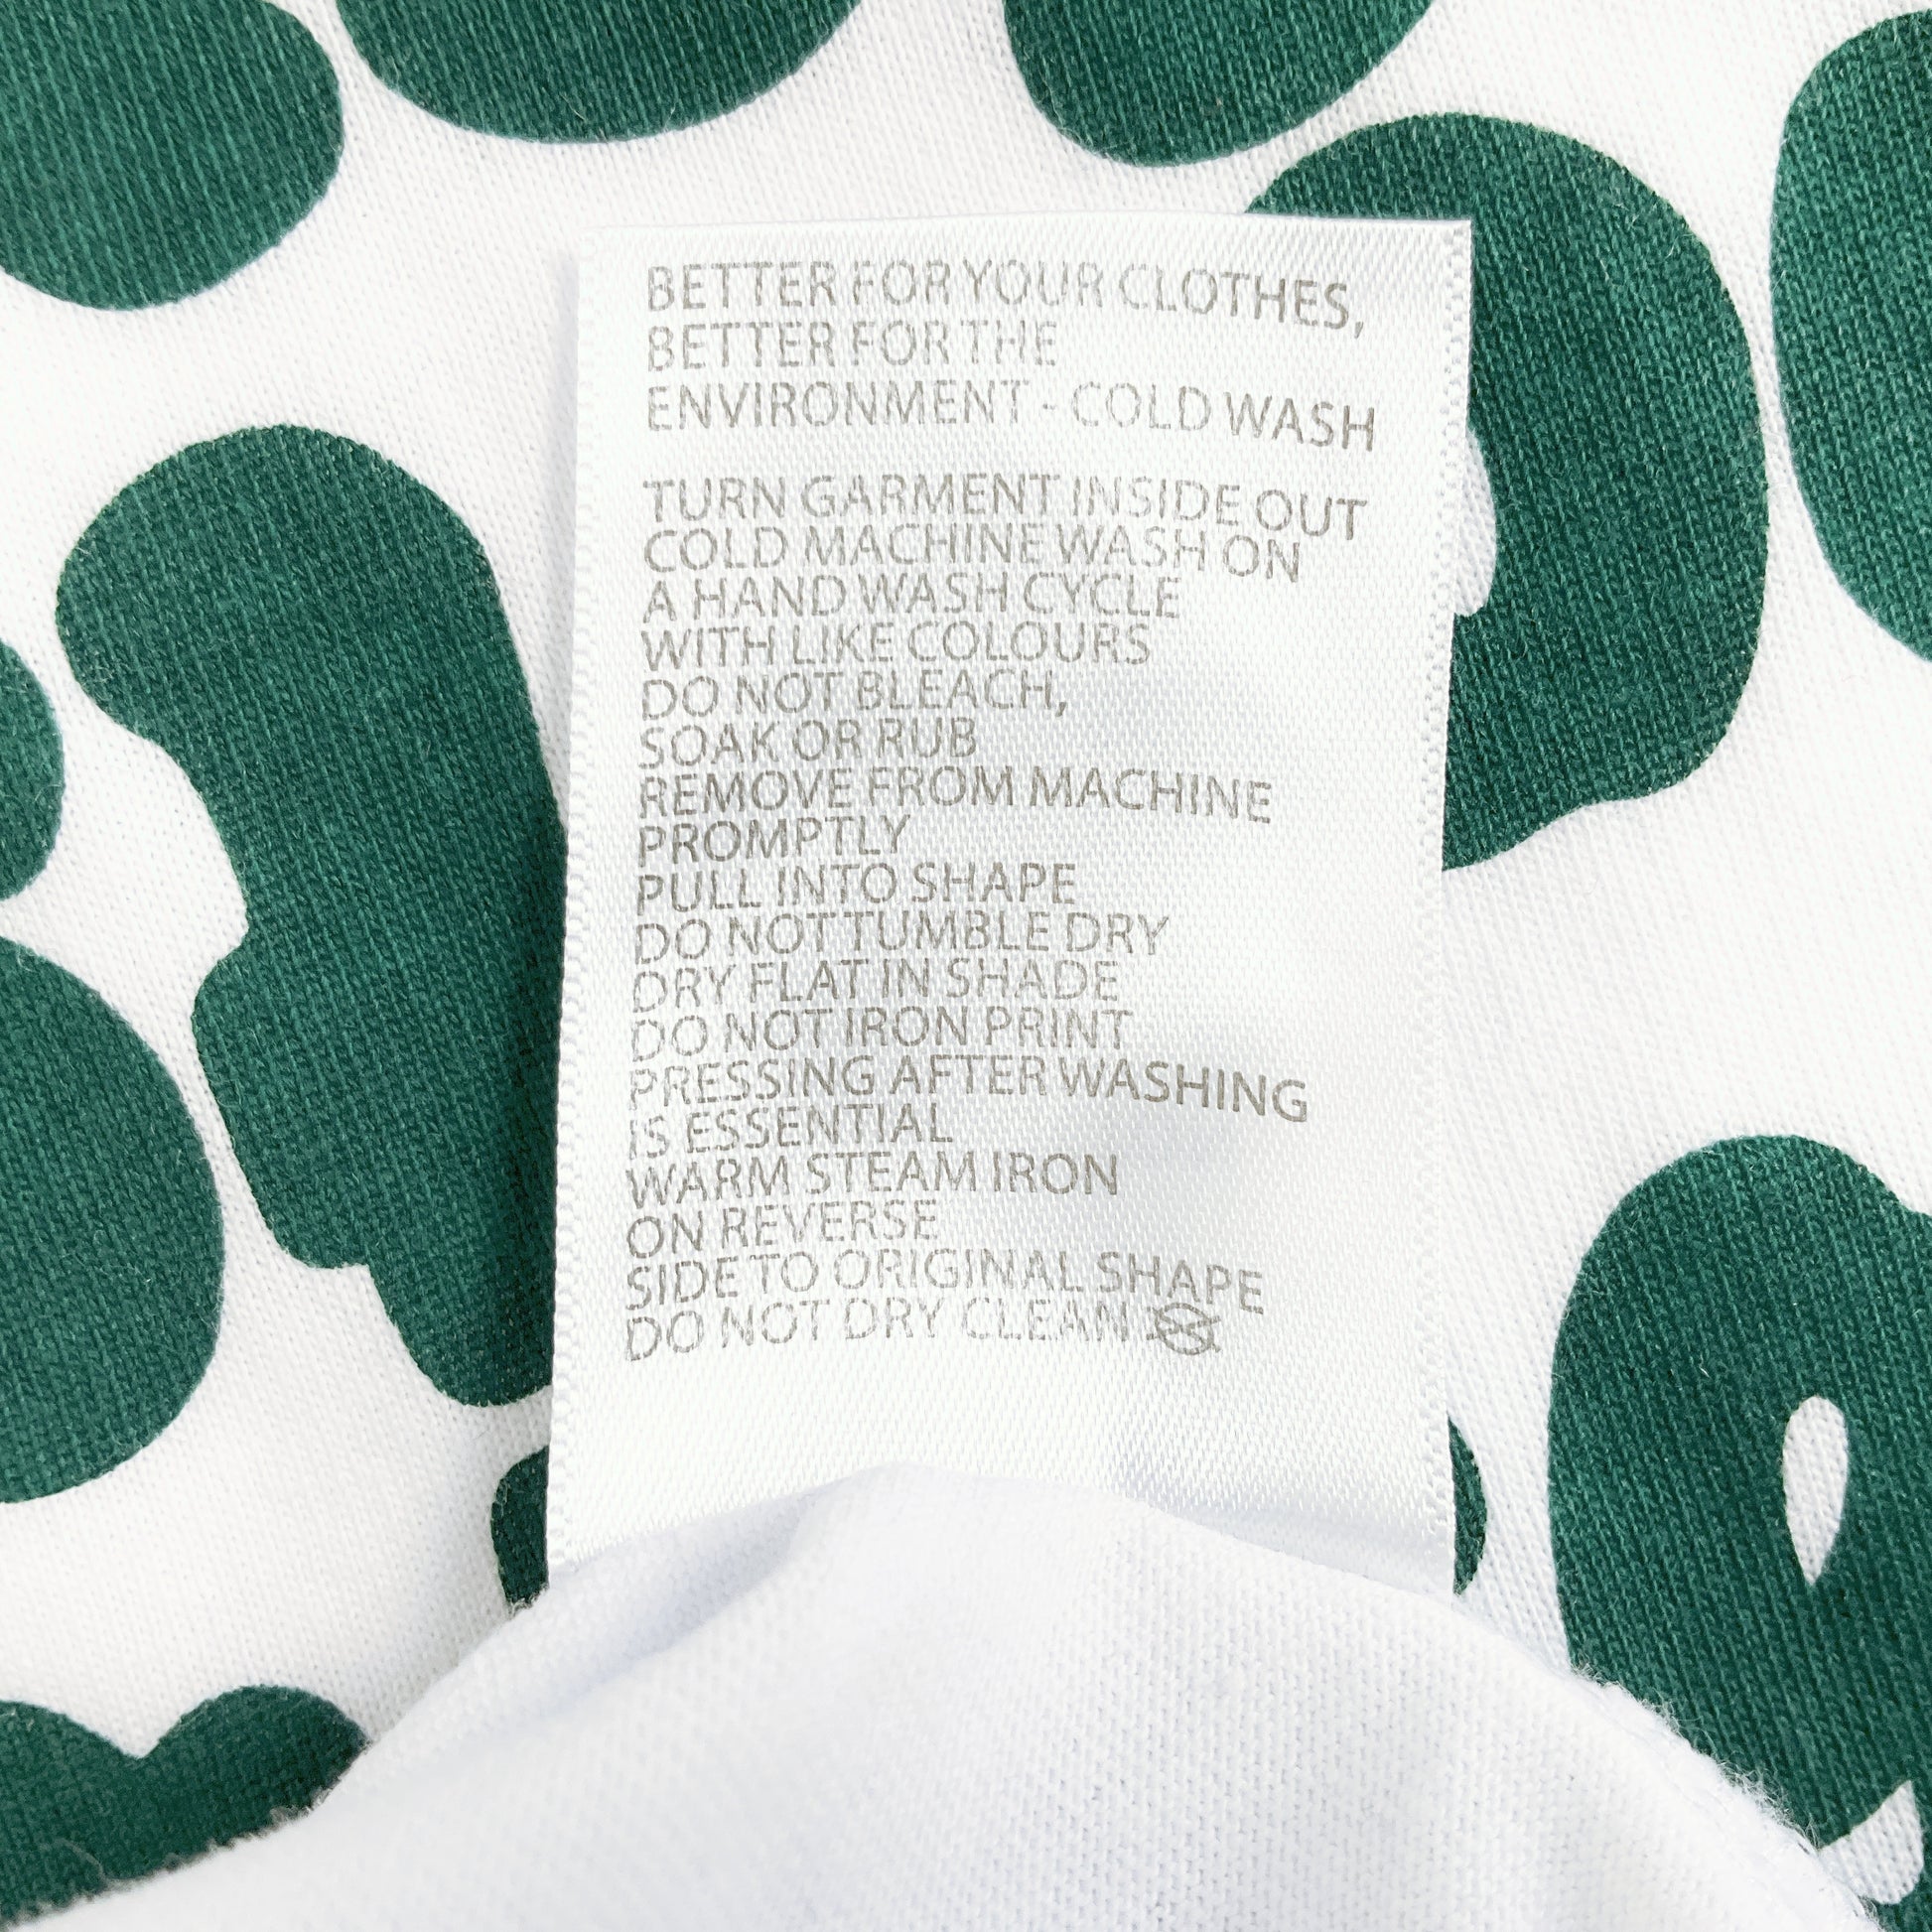 BETTER FOR YOUR CLOTHES,
BETTER FOR THE
ENVIRONMENT - COLD WASH
TURN GARMENT INSIDE OUT
COLD MACHINE WASH ON
A HAND WASH CYCLE
WITH LIKE COLOURS
DO NOT BLEACH,
SOAK OR RUB
REMOVE FROM MACHINE
PROMPTLY
PULL INTO SHAPE
DO NOT TUMBLE DRY
DRY FLAT IN SHADE
DO NOT IRON PRINT
PRESSING AFTER WASHING
IS ESSENTIAL
WARM STEAM IRON
ON REVERSE
SIDE TO ORIGINAL SHAPE
DO NOT DRY CLEAN